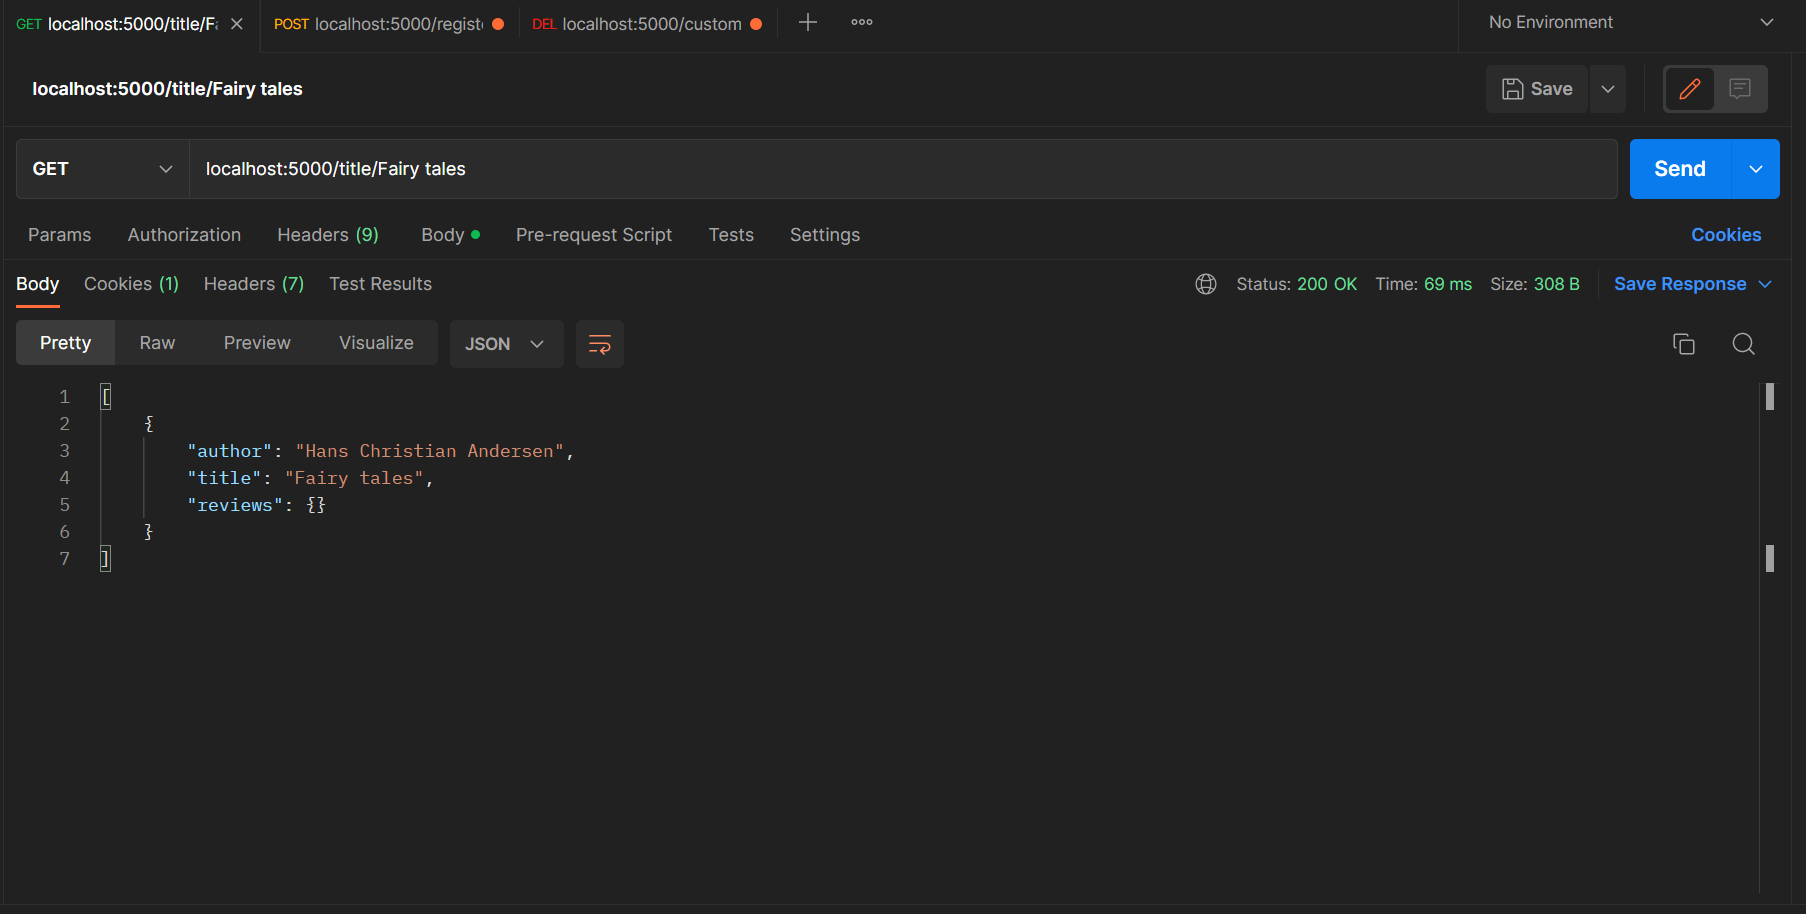 GET localhost:5000/title/Fa POST localhost:5000/regist DEL localhost:5000/custom No Environment
localhost:5000/title/Fairy tales Save
GET localhost:5000/title/Fairy tales Send
Params Authorization Headers (9) Body Pre-request Script Tests Settings Cookies
Body Cookies (1) Headers (7) Test Results Status: 200 OK Time: 69 ms Size: 308 B Save Response
Pretty Raw Preview Visualize JSON
1 [
2 {
3 "author": "Hans Christian Andersen",
4 "title": "Fairy tales",
5 "reviews": {}
6 }
7 ]